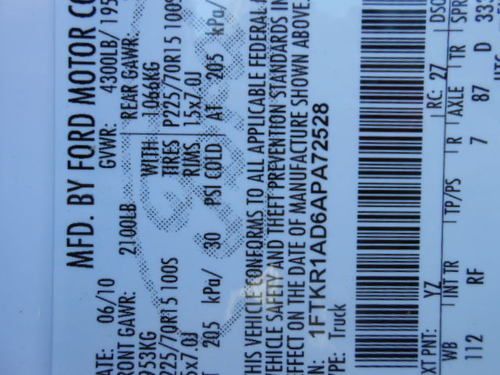 MFD. BY FORD MOTOR CO
DATE: 06/10 GVWR: 4300LB/ 195
FRONT GAWR: 2100LB REAR GAWR:
953KG WITH 1066KG
P225/70R15 100S TIRES P225/70R15 100S
15x7.0J RIMS 15x7.0J
AT 205 kPa/ 30 PSI COLD AT 205 kPa/
THIS VEHICLE CONFORMS TO ALL APPLICABLE FEDERAL
VEHICLE SAFETY AND THEFT PREVENTION STANDARDS IN
EFFECT ON THE DATE OF MANUFACTURE SHOWN ABOVE.
1FTKR1AD6APA72528
TYPE: Truck
EXT PNT: YZ RC: 27 DSO
WB INT TR TP/PS R AXLE TR SPR
112 RF 7 87 D 333